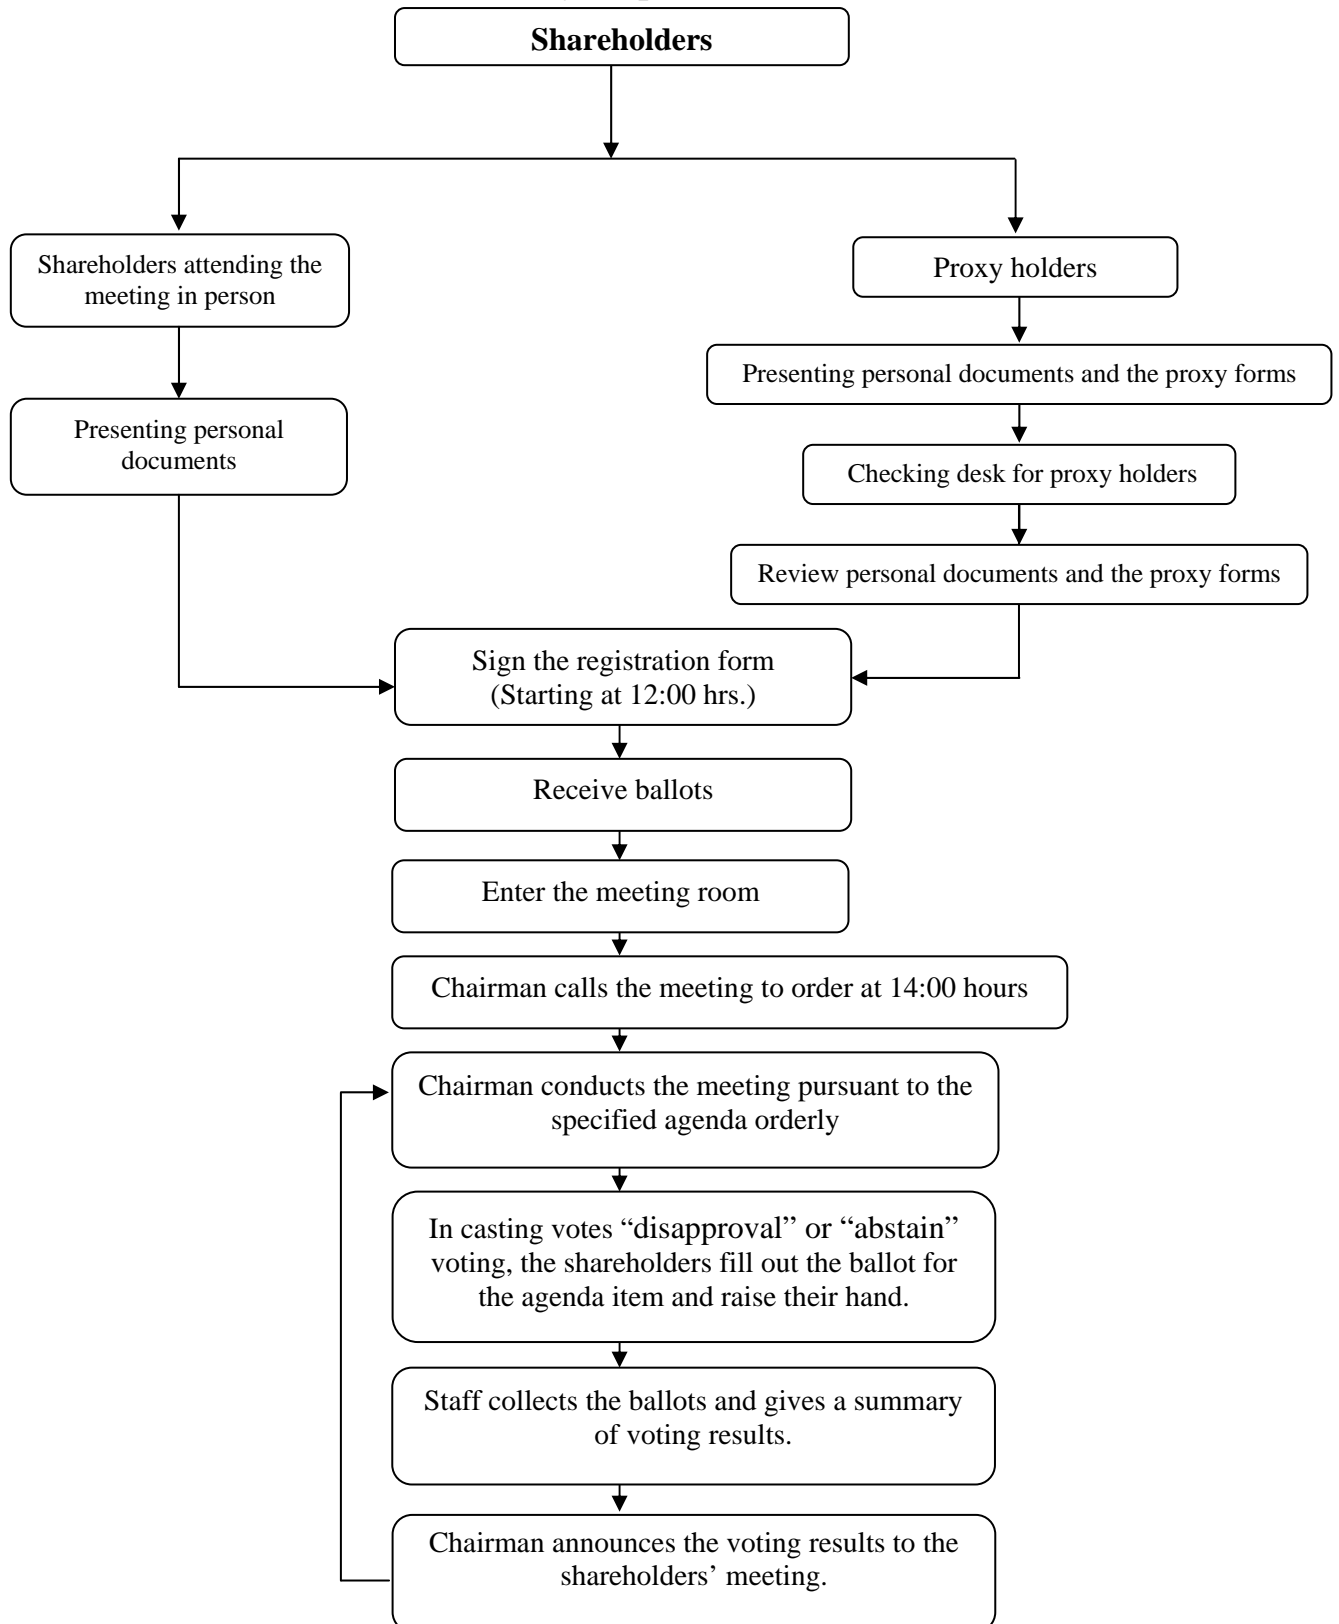 Shareholders
Shareholders attending the
meeting in person
Proxy holders
Presenting personal documents and the proxy forms
Presenting personal
documents
Checking desk for proxy holders
Review personal documents and the proxy forms
Sign the registration form
(Starting at 12:00 hrs.)
Receive ballots
Enter the meeting room
Chairman calls the meeting to order at 14:00 hours
Chairman conducts the meeting pursuant to the
specified agenda orderly
In casting votes “disapproval” or “abstain”
voting, the shareholders fill out the ballot for
the agenda item and raise their hand.
Staff collects the ballots and gives a summary
of voting results.
Chairman announces the voting results to the
shareholders’ meeting.